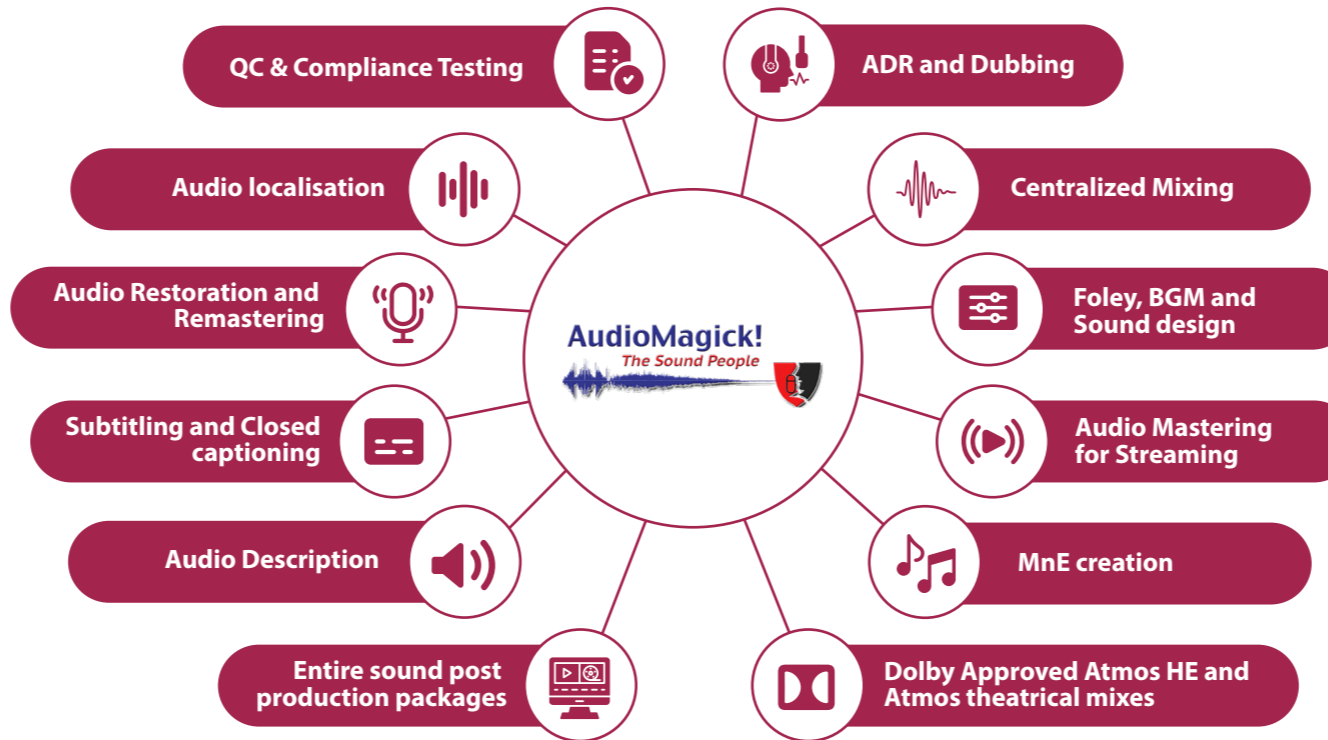 QC & Compliance Testing
ADR and Dubbing
Audio localisation
Centralized Mixing
Audio Restoration and
Remastering
Foley, BGM and
Sound design
AudioMagick!
The Sound People
Subtitling and Closed
captioning
Audio Mastering
for Streaming
Audio Description
MnE creation
Entire sound post
production packages
Dolby Approved Atmos HE and
Atmos theatrical mixes